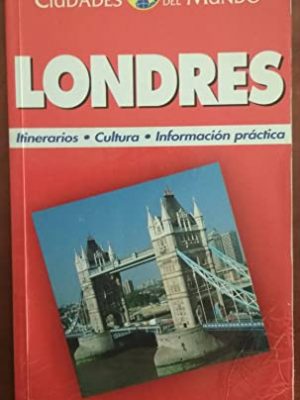 CIUDADES DEL MUNDO
LONDRES
Itinerarios • Cultura • Información práctica